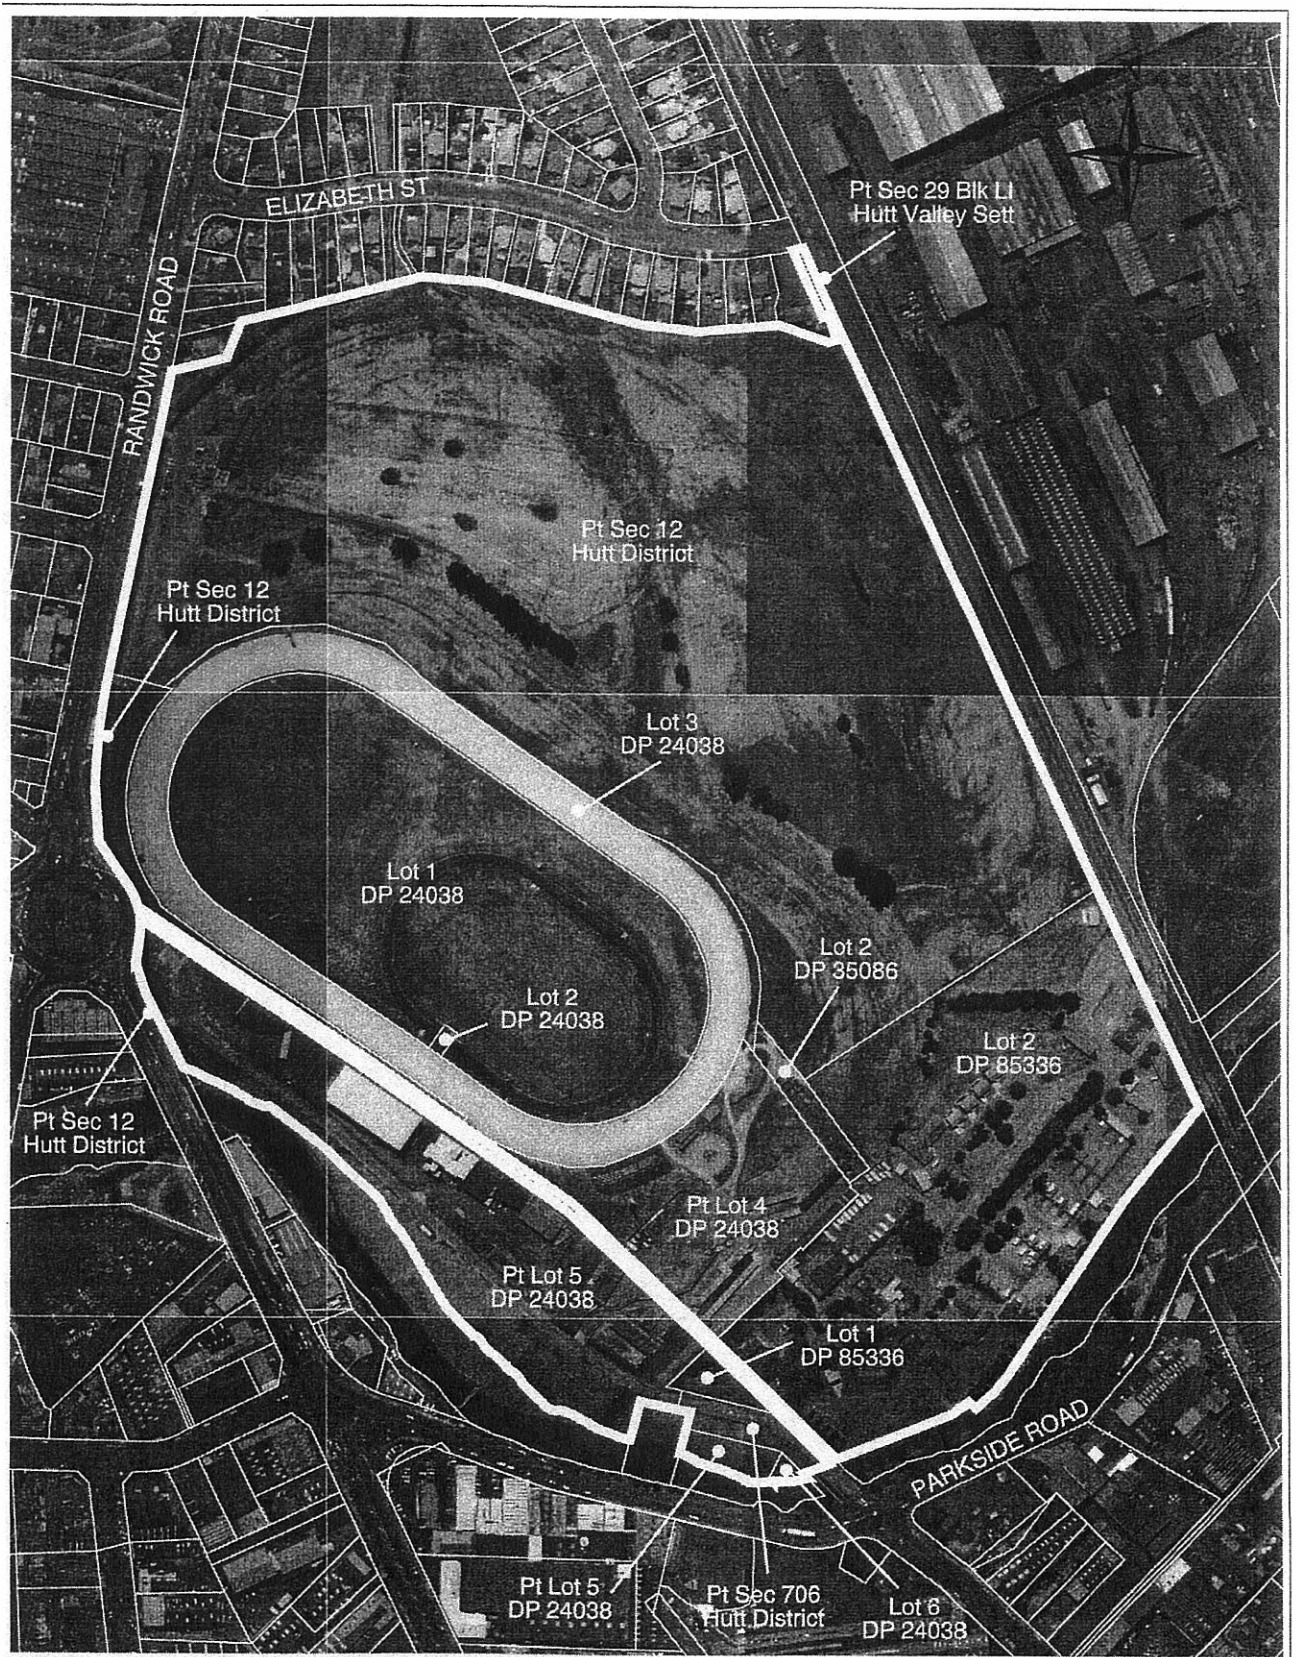 ELIZABETH ST
Pt Sec 29 Blk LI
Hutt Valley Sett
RANDWICK ROAD
Pt Sec 12
Hutt District
Pt Sec 12
Hutt District
Lot 3
DP 24038
Lot 1
DP 24038
Lot 2
DP 35086
Lot 2
DP 24038
Lot 2
DP 85336
Pt Sec 12
Hutt District
Pt Lot 4
DP 24038
Pt Lot 5
DP 24038
Lot 1
DP 85336
PARKSIDE ROAD
Pt Lot 5
DP 24038
Pt Sec 706
Hutt District
Lot 6
DP 24038